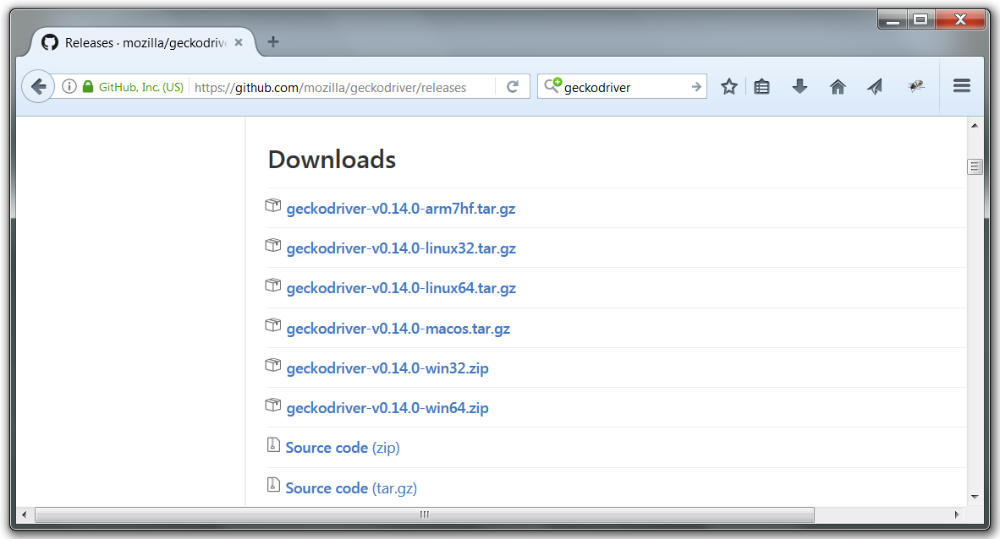 Releases · mozilla/geckodrive
GitHub, Inc. (US) https://github.com/mozilla/geckodriver/releases geckodriver
Downloads
geckodriver-v0.14.0-arm7hf.tar.gz
geckodriver-v0.14.0-linux32.tar.gz
geckodriver-v0.14.0-linux64.tar.gz
geckodriver-v0.14.0-macos.tar.gz
geckodriver-v0.14.0-win32.zip
geckodriver-v0.14.0-win64.zip
Source code (zip)
Source code (tar.gz)